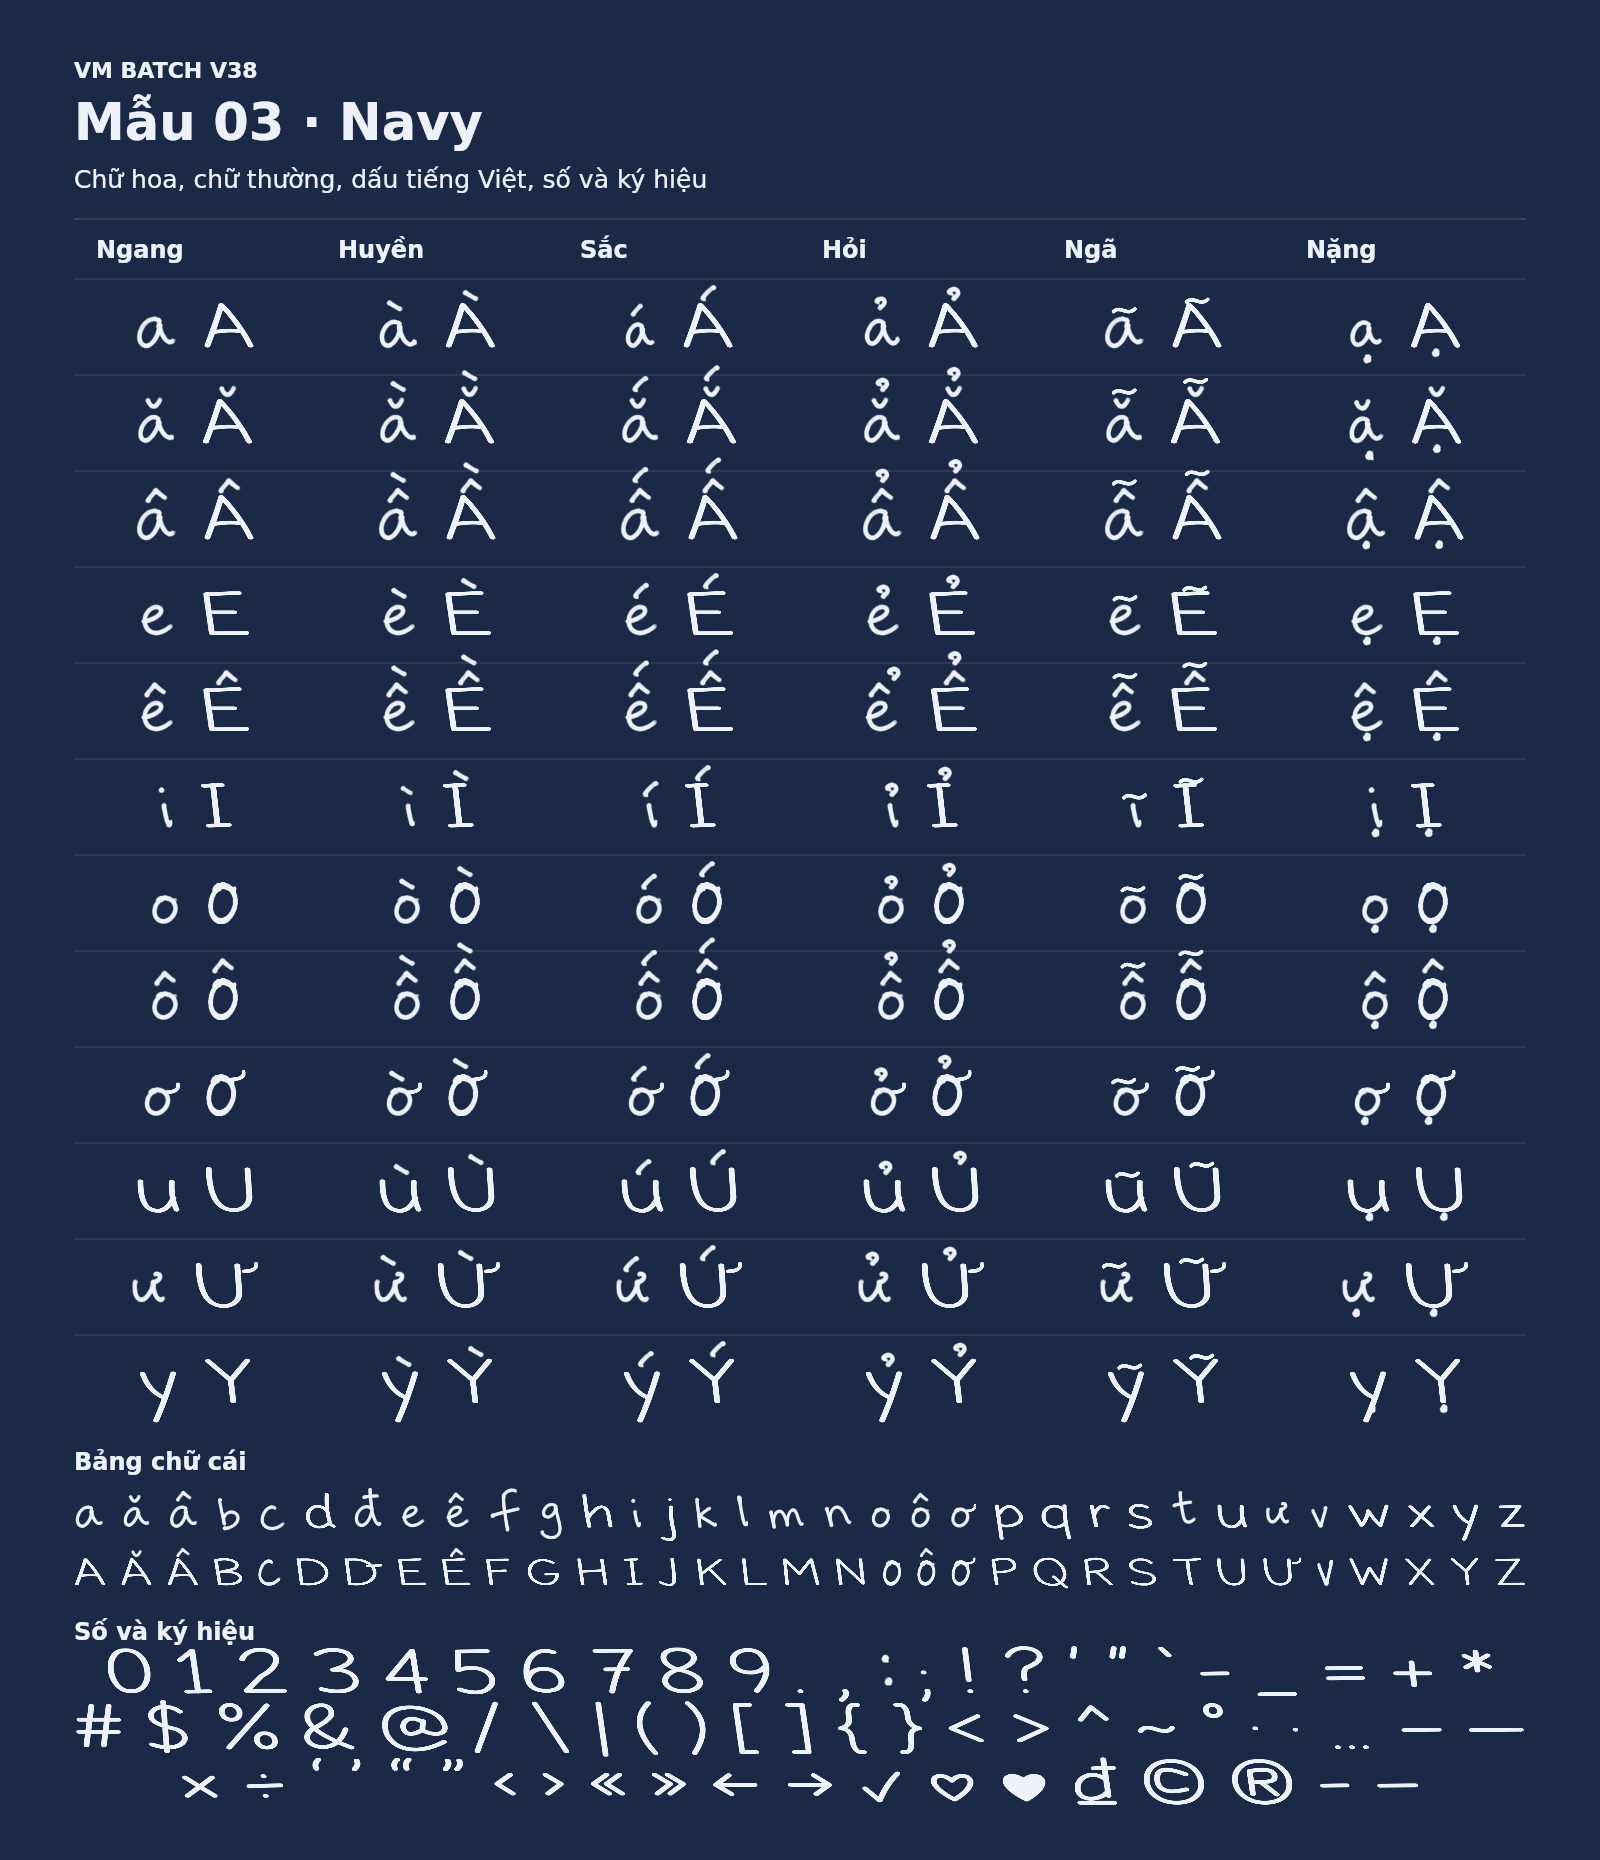 VM BATCH V38
Mẫu 03 · Navy
Chữ hoa, chữ thường, dấu tiếng Việt, số và ký hiệu
Ngang Huyền Sắc Hỏi Ngã Nặng
a A à À á Á ả Ả ã Ã ạ Ạ
ă Ă ằ Ằ ắ Ắ ẳ Ẳ ẵ Ẵ ặ Ặ
â Â ầ Ầ ấ Ấ ẩ Ẩ ẫ Ẫ ậ Ậ
e E è È é É ẻ Ẻ ẽ Ẽ ẹ Ẹ
ê Ê ề Ề ế Ế ể Ể ễ Ễ ệ Ệ
i I ì Ì í Í ỉ Ỉ ĩ Ĩ ị Ị
o O ò Ò ó Ó ỏ Ỏ õ Õ ọ Ọ
ô Ô ồ Ồ ố Ố ổ Ổ ỗ Ỗ ộ Ộ
ơ Ơ ờ Ờ ớ Ớ ở Ở ỡ Ỡ ợ Ợ
u U ù Ù ú Ú ủ Ủ ũ Ũ ụ Ụ
ư Ư ừ Ừ ứ Ứ ử Ử ữ Ữ ự Ự
y Y ỳ Ỳ ý Ý ỷ Ỷ ỹ Ỹ ỵ Ỵ
Bảng chữ cái
a ă â b c d đ e ê f g h i j k l m n o ô ơ p q r s t u ư v w x y z
A Ă Â B C D Đ E Ê F G H I J K L M N O Ô Ơ P Q R S T U Ư V W X Y Z
Số và ký hiệu
0 1 2 3 4 5 6 7 8 9 . , : ; ! ? ' " ` - _ = + *
# $ % & @ / \ | ( ) [ ] { } < > ^ ~ ° · · … – —
× ÷ ‘ ’ “ ” ‹ › « » ← → ✓ ♡ ♥ ₫ © ® - −